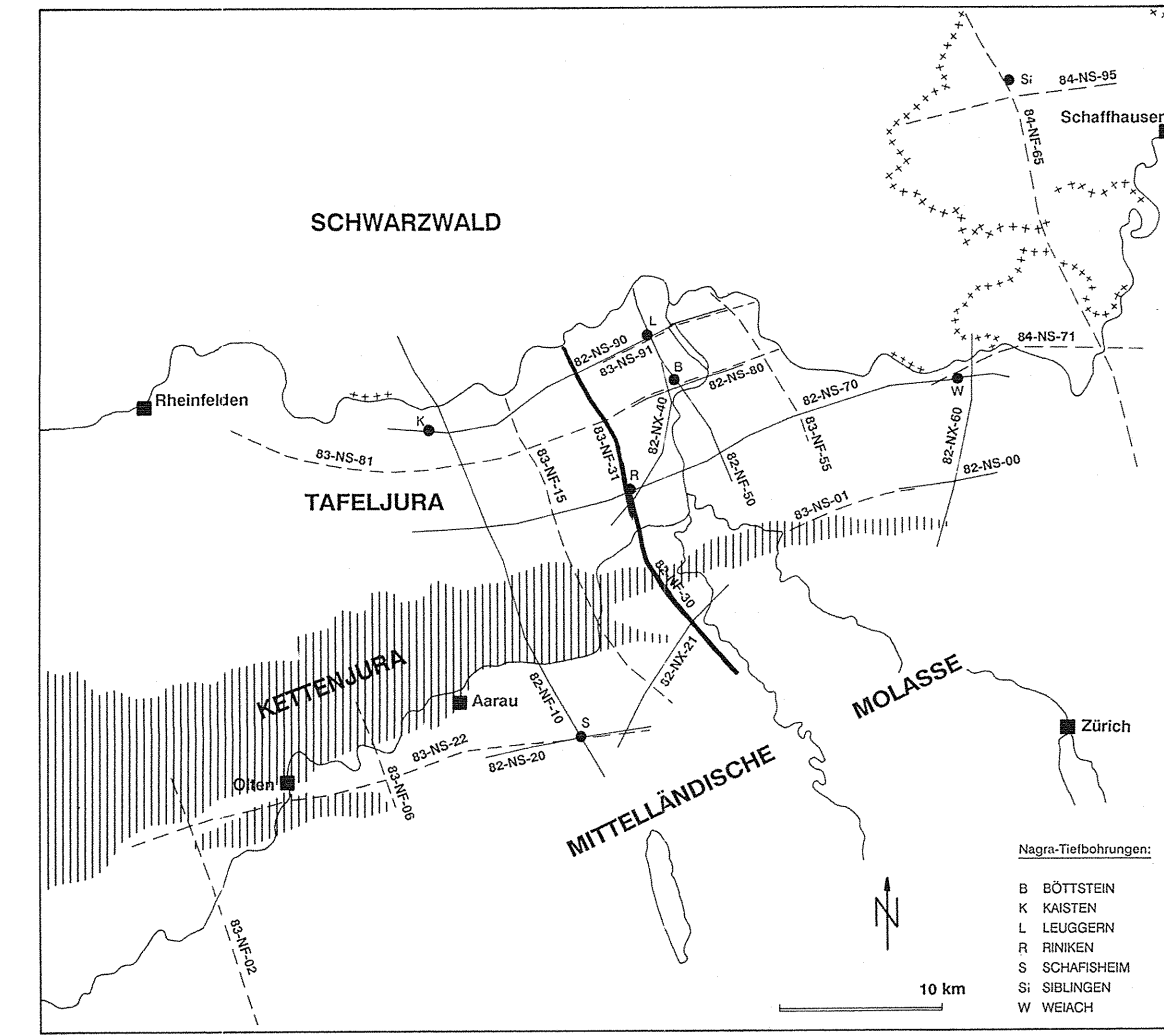 Si
84-NS-95
Schaffhausen
84-NF-65
SCHWARZWALD
L
82-NS-90
83-NS-91
84-NS-71
B
82-NS-80
W
82-NS-70
Rheinfelden
K
82-NX-40
82-NX-60
83-NF-31
83-NF-55
83-NS-81
83-NF-15
82-NF-50
82-NS-00
R
TAFELJURA
83-NS-01
82-NF-30
82-NX-21
KETTENJURA
MOLASSE
82-NF-10
Aarau
S
Zürich
83-NS-22
82-NS-20
Olten
83-NF-06
MITTELLÄNDISCHE
Nagra-Tiefbohrungen:
B BÖTTSTEIN
K KAISTEN
L LEUGGERN
R RINIKEN
S SCHAFISHEIM
Si SIBLINGEN
W WEIACH
N
83-NF-02
10 km